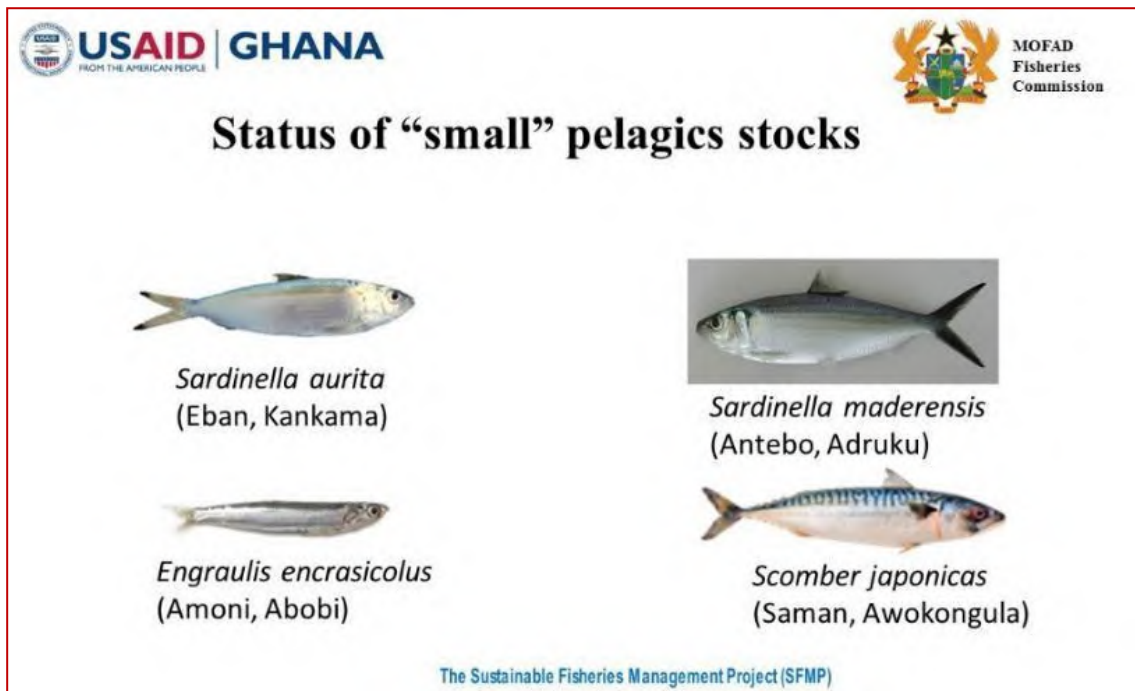 USAID | GHANA
FROM THE AMERICAN PEOPLE
MOFAD
Fisheries
Commission
Status of “small” pelagics stocks
Sardinella aurita
(Eban, Kankama)
Sardinella maderensis
(Antebo, Adruku)
Engraulis encrasicolus
(Amoni, Abobi)
Scomber japonicas
(Saman, Awokongula)
The Sustainable Fisheries Management Project (SFMP)